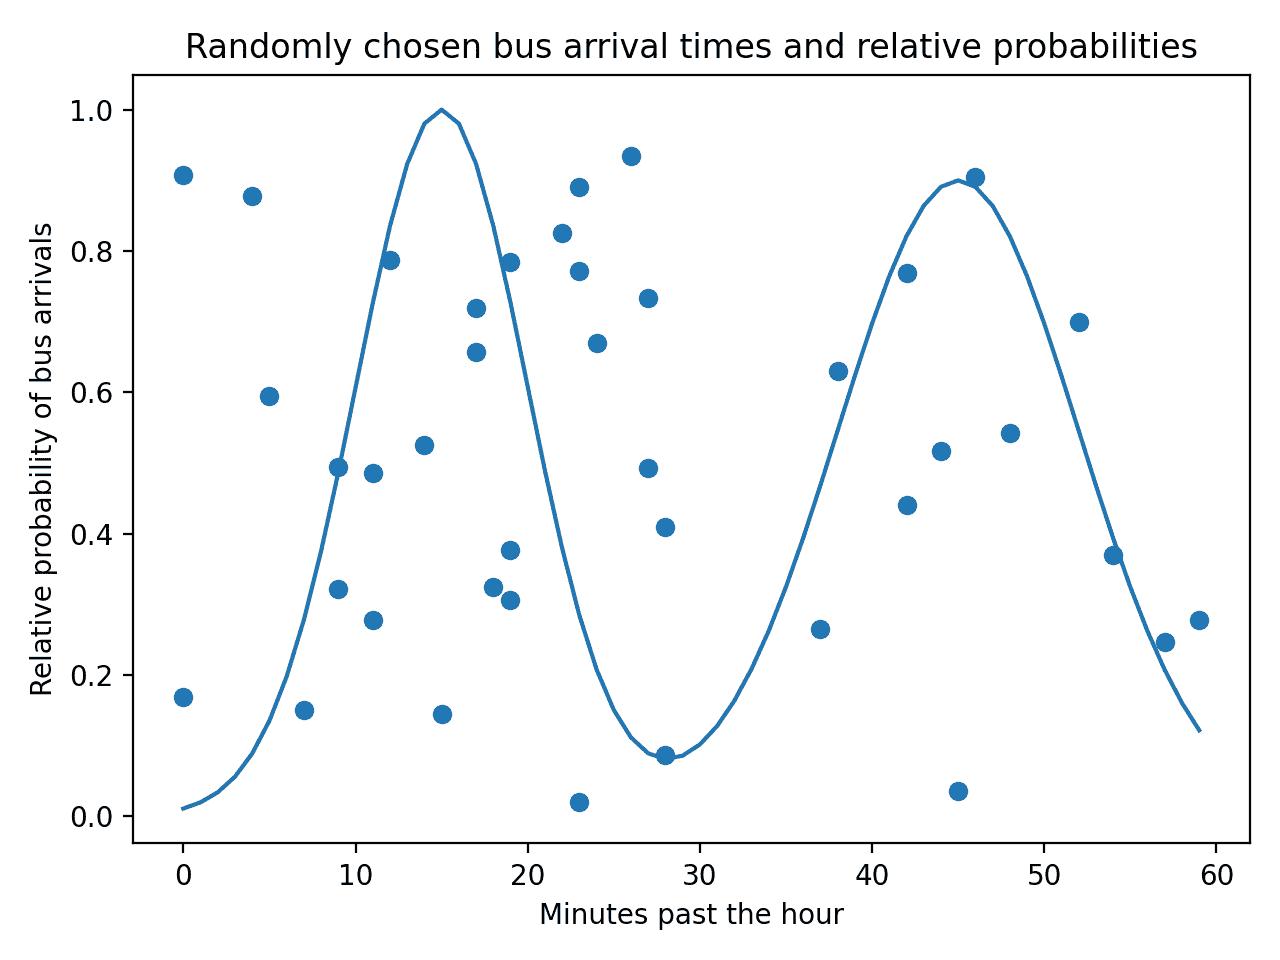 Randomly chosen bus arrival times and relative probabilities
Relative probability of bus arrivals
1.0
0.8
0.6
0.4
0.2
0.0
0 10 20 30 40 50 60
Minutes past the hour